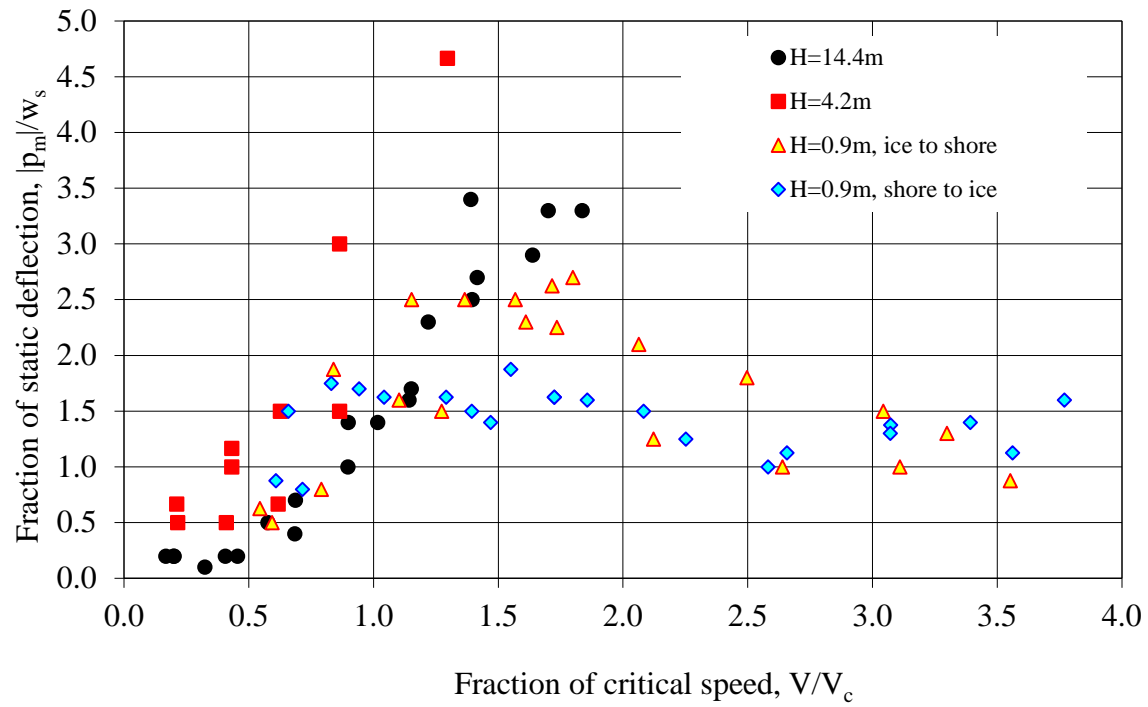 Fraction of static deflection, |pm|/ws
5.0
4.5
4.0
3.5
3.0
2.5
2.0
1.5
1.0
0.5
0.0
H=14.4m
H=4.2m
H=0.9m, ice to shore
H=0.9m, shore to ice
0.0 0.5 1.0 1.5 2.0 2.5 3.0 3.5 4.0
Fraction of critical speed, V/Vc